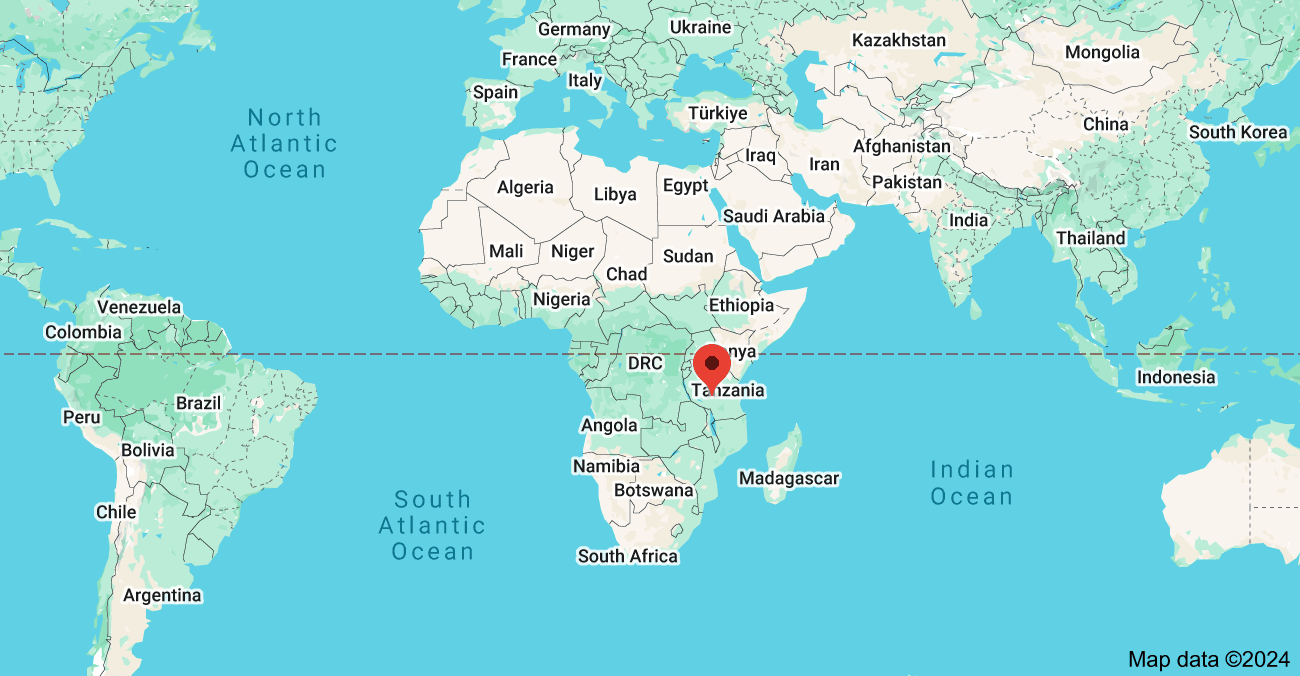 Germany
Ukraine
Kazakhstan
Mongolia
France
Italy
Spain
North
Atlantic
Ocean
Türkiye
China
South Korea
Iraq
Iran
Afghanistan
Pakistan
Algeria
Libya
Egypt
Saudi Arabia
India
Thailand
Mali
Niger
Chad
Sudan
Nigeria
Ethiopia
Venezuela
Colombia
DRC
nya
Tanzania
Indonesia
Peru
Brazil
Angola
Bolivia
Namibia
Botswana
Madagascar
Indian
Ocean
Chile
South
Atlantic
Ocean
South Africa
Argentina
Map data ©2024